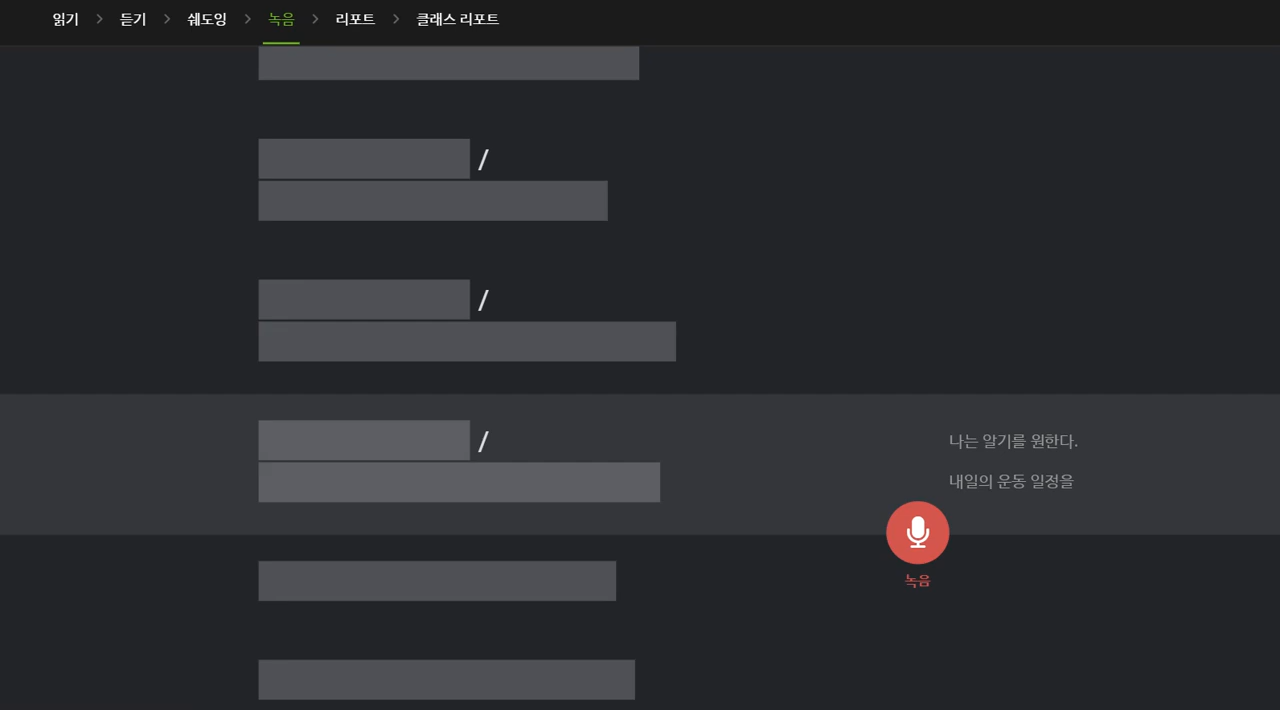 읽기 > 듣기 > 쉐도잉 > 녹음 > 리포트 > 클래스 리포트
/
/
/
나는 알기를 원한다.
내일의 운동 일정을
녹음